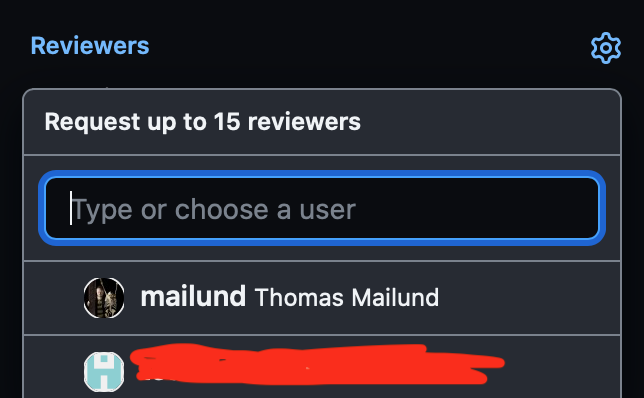 Reviewers
Request up to 15 reviewers
Type or choose a user
mailund Thomas Mailund